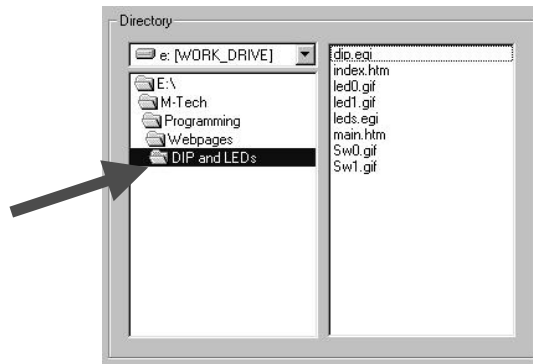 Directory
e: [WORK_DRIVE]
E:\
M-Tech
Programming
Webpages
DIP and LEDs
dip.egi
index.htm
led0.gif
led1.gif
leds.egi
main.htm
Sw0.gif
Sw1.gif